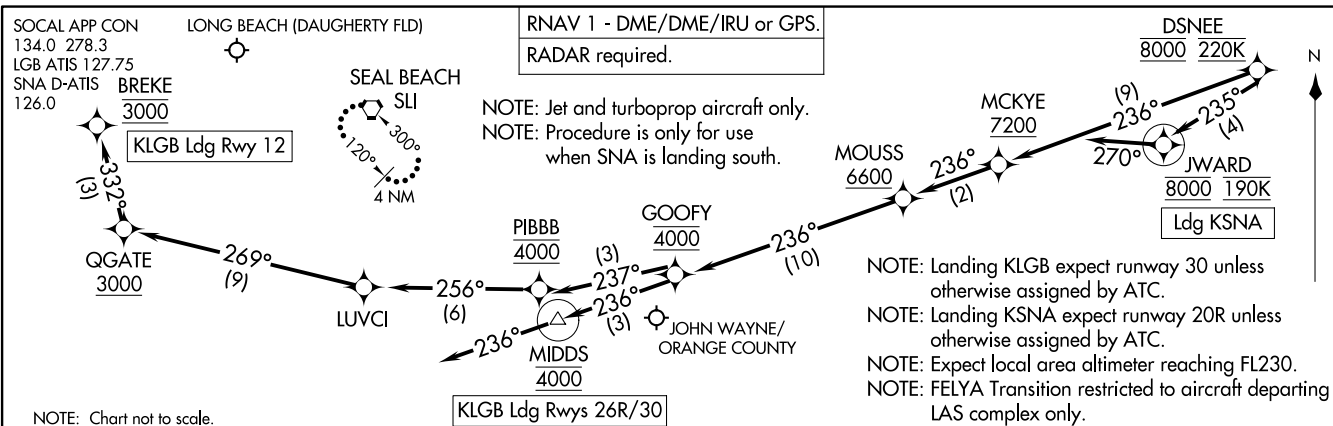 SOCAL APP CON
134.0 278.3
LGB ATIS 127.75
SNA D-ATIS
126.0
LONG BEACH (DAUGHERTY FLD)
RNAV 1 - DME/DME/IRU or GPS.
RADAR required.
NOTE: Jet and turboprop aircraft only.
NOTE: Procedure is only for use
when SNA is landing south.
DSNEE
8000 220K
N
BREKE
3000
KLGB Ldg Rwy 12
SEAL BEACH
SLI
300°
120°
4 NM
MCKYE
7200
(9)
236°
235°
(4)
270°
JWARD
8000 190K
Ldg KSNA
MOUSS
6600
236°
(2)
332°
(3)
QGATE
3000
269°
(9)
LUVCI
256°
(6)
PIBBB
4000
(3)
237°
236°
(3)
GOOFY
4000
236°
(10)
236°
MIDDS
4000
KLGB Ldg Rwys 26R/30
JOHN WAYNE/
ORANGE COUNTY
NOTE: Landing KLGB expect runway 30 unless
otherwise assigned by ATC.
NOTE: Landing KSNA expect runway 20R unless
otherwise assigned by ATC.
NOTE: Expect local area altimeter reaching FL230.
NOTE: FELYA Transition restricted to aircraft departing
LAS complex only.
NOTE: Chart not to scale.